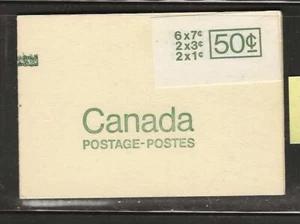 6x7¢
2x3¢
2x1¢
50¢
Canada
POSTAGE-POSTES